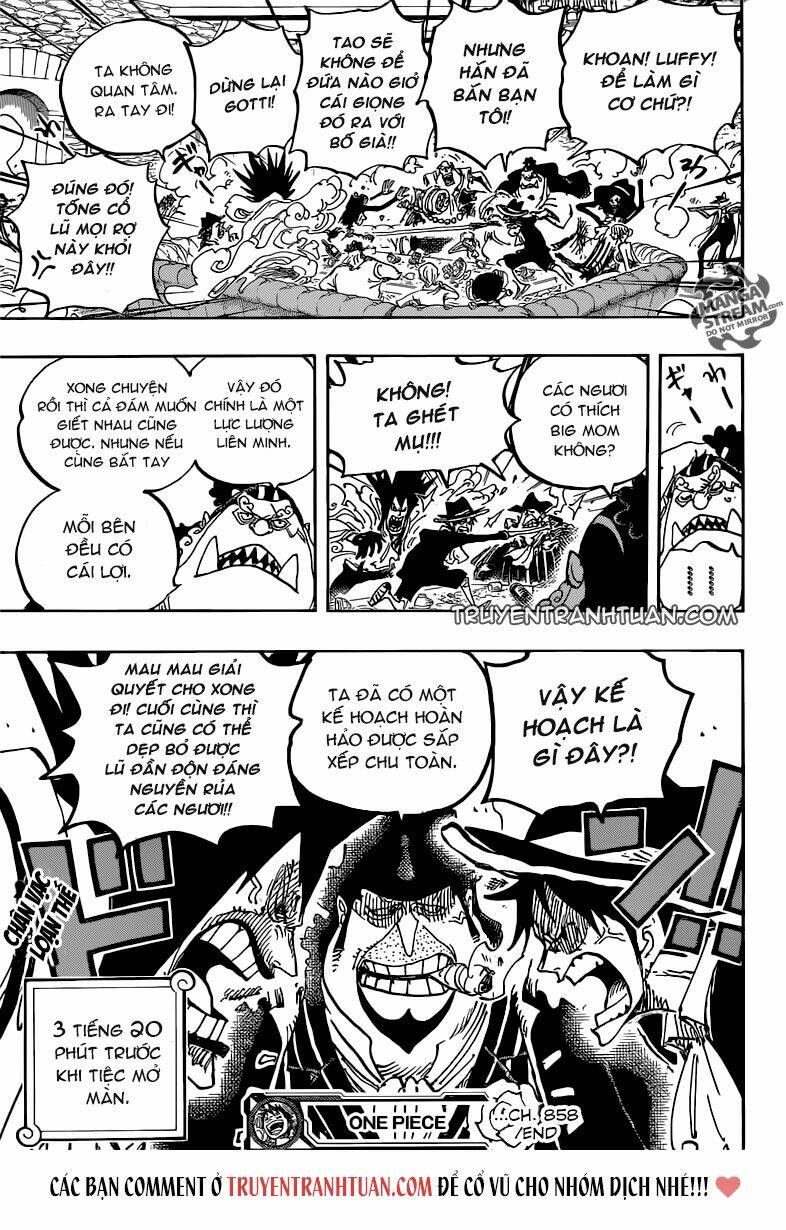 KHOAN! LUFFY!
ĐỂ LÀM GÌ
CƠ CHỨ?!
NHƯNG
HẮN ĐÃ
BẮN BẠN
TÔI!
TAO SẼ
KHÔNG ĐỂ
ĐỨA NÀO GIỞ
CÁI GIỌNG
ĐÓ RA VỚI
BỐ GIÀ!!
DỪNG LẠI
GOTTI!
TA KHÔNG
QUAN TÂM.
RA TAY ĐI!
ĐÚNG ĐÓ!
TỐNG CỔ
LŨ MỌI RỢ
NÀY KHỎI
ĐÂY!!
MANGA
STREAM.com
DO NOT MIRROR
CÁC NGƯƠI
CÓ THÍCH
BIG MOM
KHÔNG?
KHÔNG!
TA GHÉT
MỤ!!!
VẬY ĐÓ
CHÍNH LÀ MỘT
LỰC LƯỢNG
LIÊN MINH.
XONG CHUYỆN
RỒI THÌ CẢ ĐÁM MUỐN
GIẾT NHAU CŨNG
ĐƯỢC. NHƯNG NẾU
CÙNG BẮT TAY
MỖI BÊN
ĐỀU CÓ
CÁI LỢI.
TRUYENTRANHTUAN.COM
VẬY KẾ
HOẠCH LÀ
GÌ ĐÂY?!
TA ĐÃ CÓ MỘT
KẾ HOẠCH HOÀN
HẢO ĐƯỢC SẮP
XẾP CHU TOÀN.
MAU MAU GIẢI
QUYẾT CHO XONG
ĐI! CUỐI CÙNG THÌ
TA CŨNG CÓ THỂ
DẸP BỎ ĐƯỢC
LŨ ĐẦN ĐỘN ĐÁNG
NGUYỀN RỦA
CÁC NGƯƠI!!
CHÂN VẠC
LOẠN THẾ
3 TIẾNG 20
PHÚT TRƯỚC
KHI TIỆC MỞ
MÀN.
ONE PIECE
...CH. 858
/END
CÁC BẠN COMMENT Ở TRUYENTRANHTUAN.COM ĐỂ CỔ VŨ CHO NHÓM DỊCH NHÉ!!! ❤